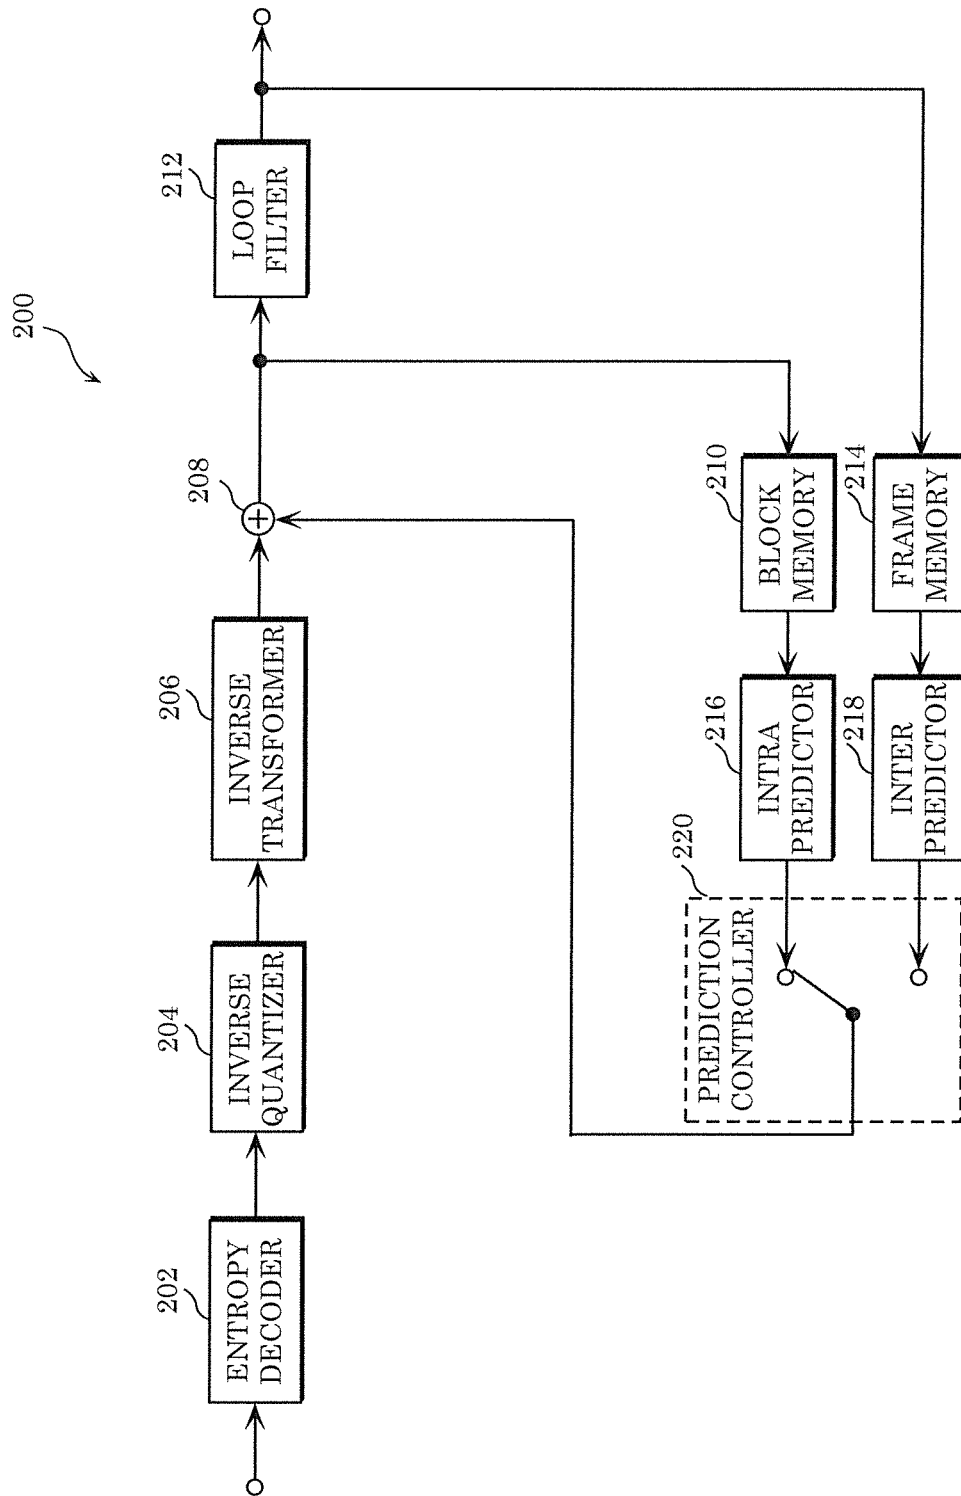 200
202
ENTROPY
DECODER
204
INVERSE
QUANTIZER
206
INVERSE
TRANSFORMER
208
+
212
LOOP
FILTER
220
PREDICTION
CONTROLLER
216
INTRA
PREDICTOR
210
BLOCK
MEMORY
218
INTER
PREDICTOR
214
FRAME
MEMORY